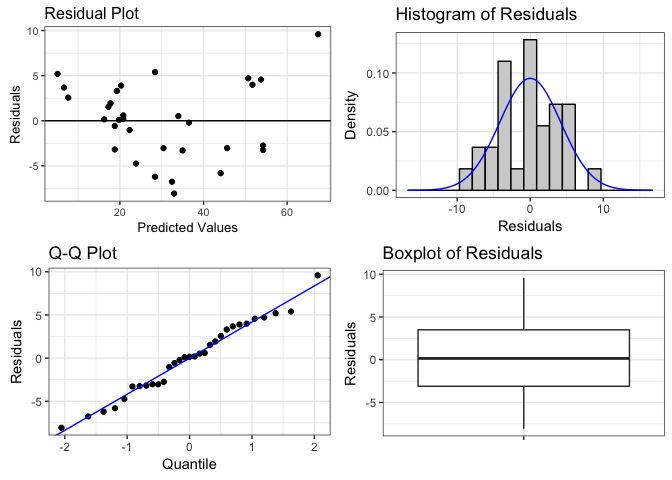 Residual Plot
10
5
0
-5
Residuals
20
40
60
Predicted Values
Histogram of Residuals
0.10
0.05
0.00
Density
-10
0
10
Residuals
Q-Q Plot
10
5
0
-5
Residuals
-2
-1
0
1
2
Quantile
Boxplot of Residuals
10
5
0
-5
Residuals